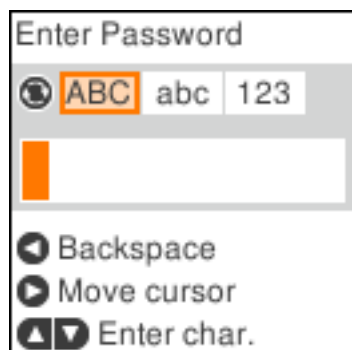 Enter Password
ABC abc 123
Backspace
Move cursor
Enter char.